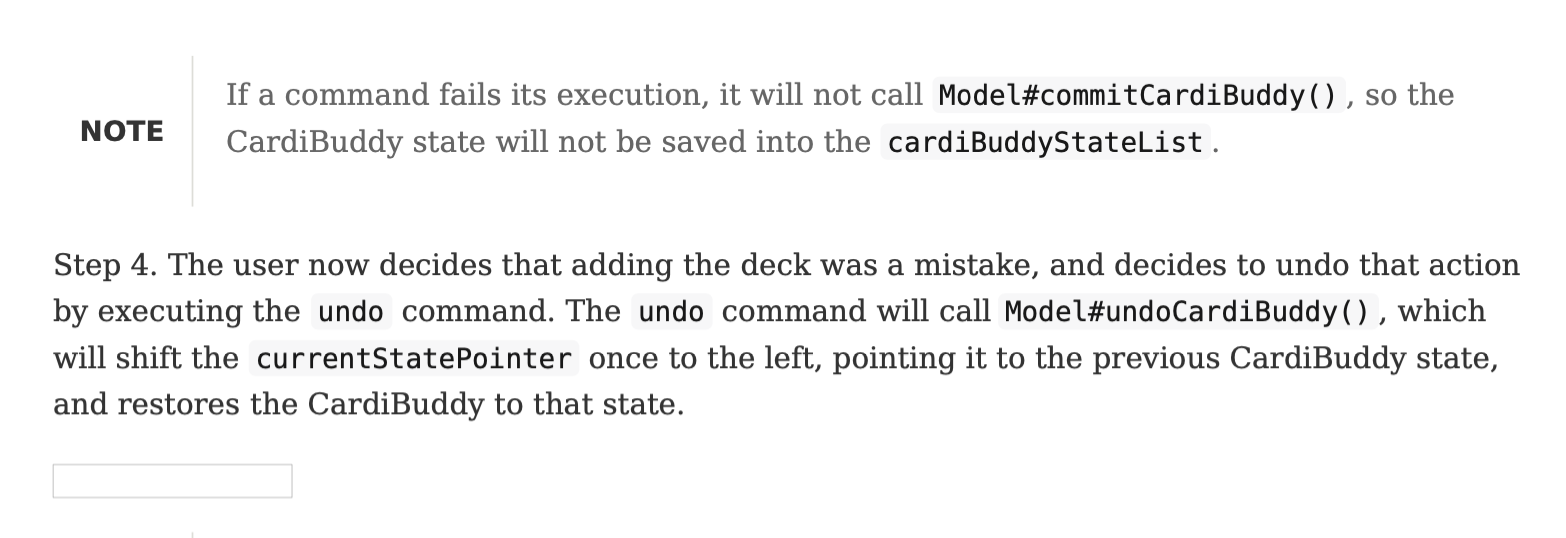 If a command fails its execution, it will not call Model#commitCardiBuddy(), so the
NOTE
CardiBuddy state will not be saved into the cardiBuddyStateList.
Step 4. The user now decides that adding the deck was a mistake, and decides to undo that action
by executing the undo command. The undo command will call Model#undoCardiBuddy(), which
will shift the currentStatePointer once to the left, pointing it to the previous CardiBuddy state,
and restores the CardiBuddy to that state.